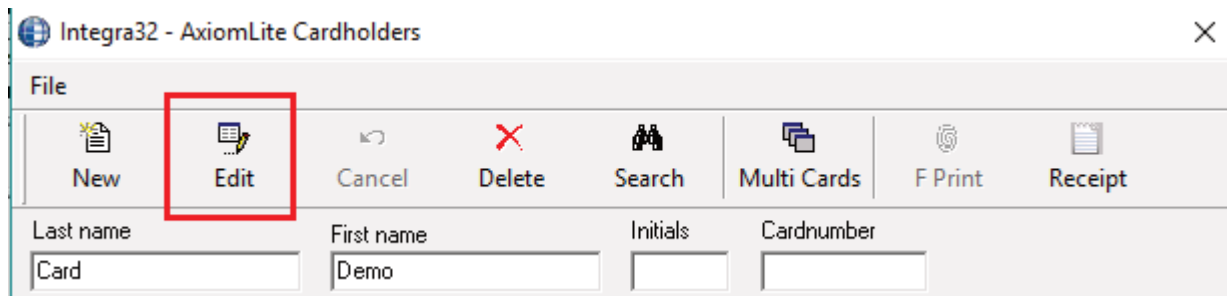 Integra32 - AxiomLite Cardholders
File
New Edit Cancel Delete Search Multi Cards F Print Receipt
Last name First name Initials Cardnumber
Card Demo